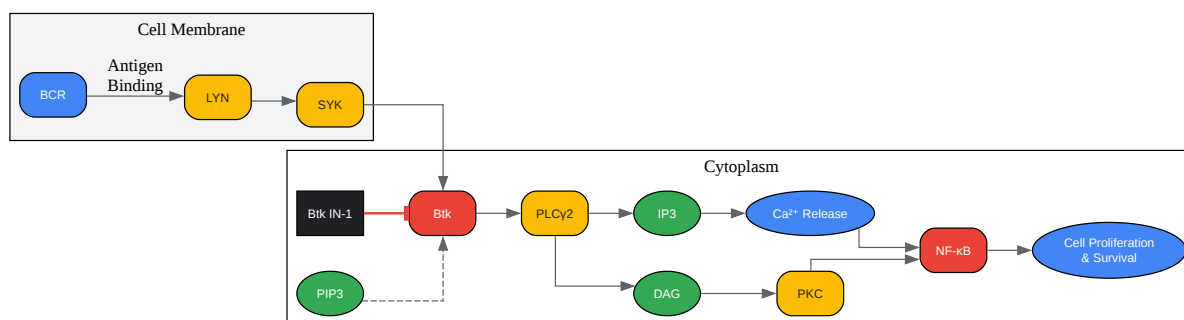 Cell Membrane
Antigen
Binding
BCR
LYN
SYK
Cytoplasm
Btk IN-1
Btk
PLCγ2
IP3
Ca²⁺ Release
NF-κB
Cell Proliferation
& Survival
PIP3
DAG
PKC